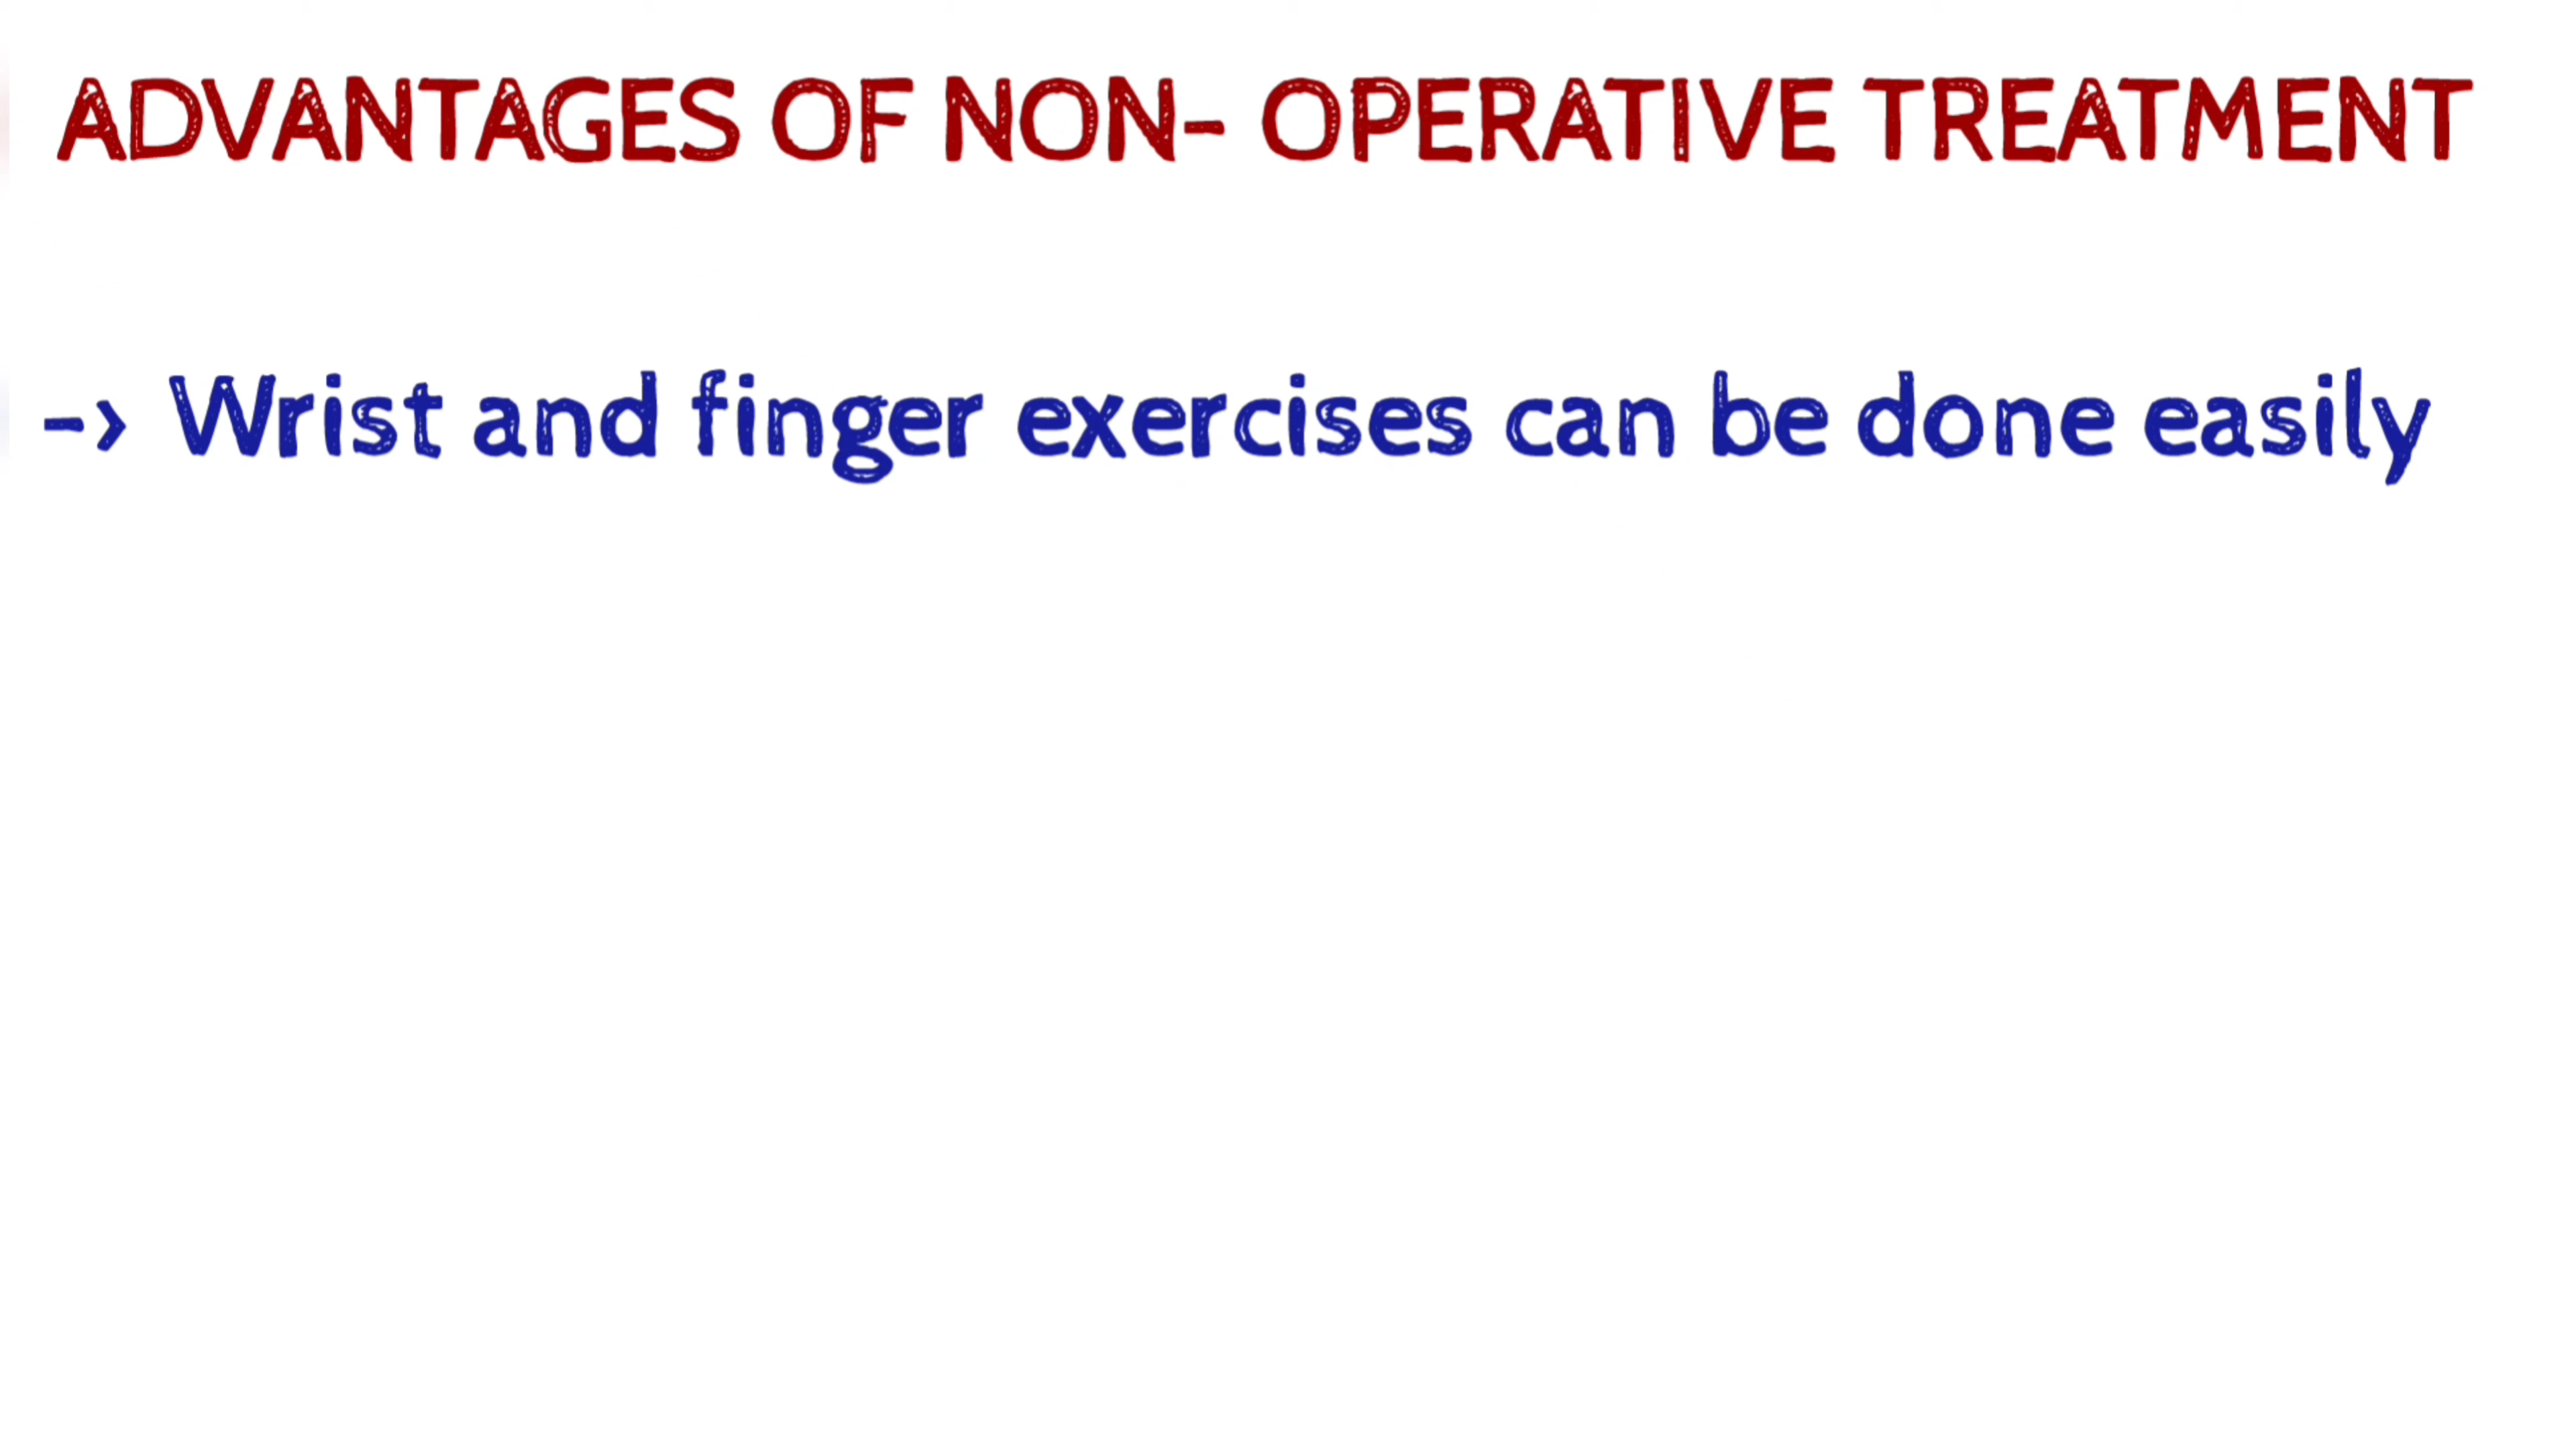 ADVANTAGES OF NON- OPERATIVE TREATMENT
-> Wrist and finger exercises can be done easily